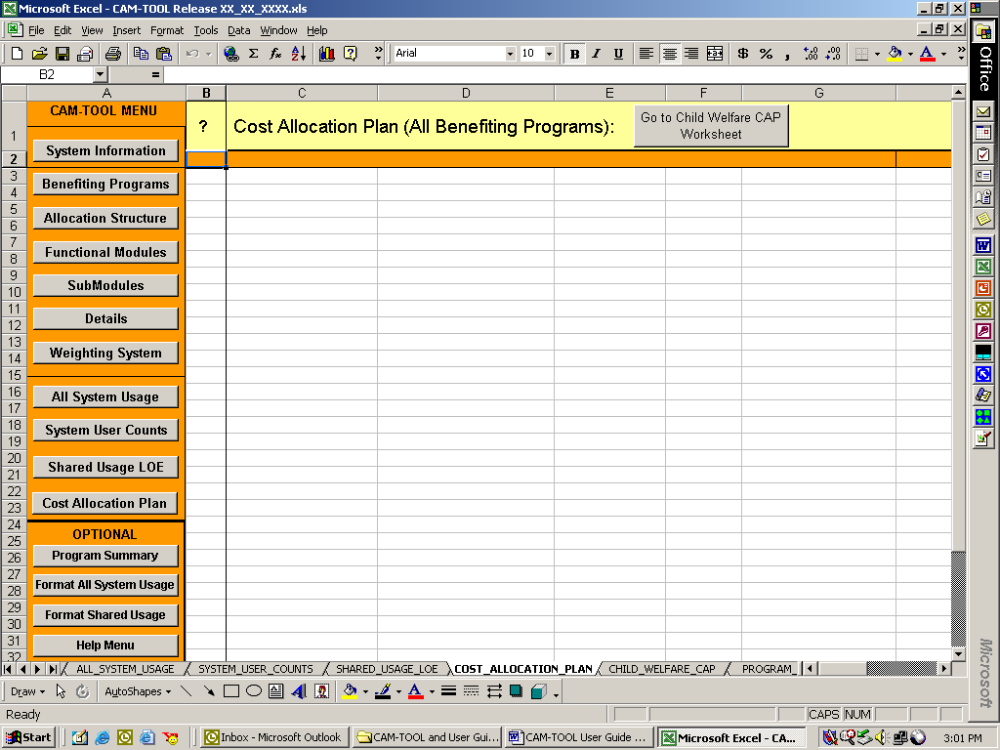 Microsoft Excel - CAM-TOOL Release XX_XX_XXXX.xls
File Edit View Insert Format Tools Data Window Help
Arial 10 B I U $ % ,
B2 =
A B C D E F G
CAM-TOOL MENU
? Cost Allocation Plan (All Benefiting Programs):
Go to Child Welfare CAP
Worksheet
System Information
Benefiting Programs
Allocation Structure
Functional Modules
SubModules
Details
Weighting System
All System Usage
System User Counts
Shared Usage LOE
Cost Allocation Plan
OPTIONAL
Program Summary
Format All System Usage
Format Shared Usage
Help Menu
1
2
3
4
5
6
7
8
9
10
11
12
13
14
15
16
17
18
19
20
21
22
23
24
25
26
27
28
29
30
31
32
Office
Microsoft
ALL_SYSTEM_USAGE SYSTEM_USER_COUNTS SHARED_USAGE_LOE COST_ALLOCATION_PLAN CHILD_WELFARE_CAP PROGRAM_
Draw AutoShapes
Ready CAPS NUM
Start Inbox - Microsoft Outlook CAM-TOOL and User Gui... CAM-TOOL User Guide ... Microsoft Excel - CA... 3:01 PM